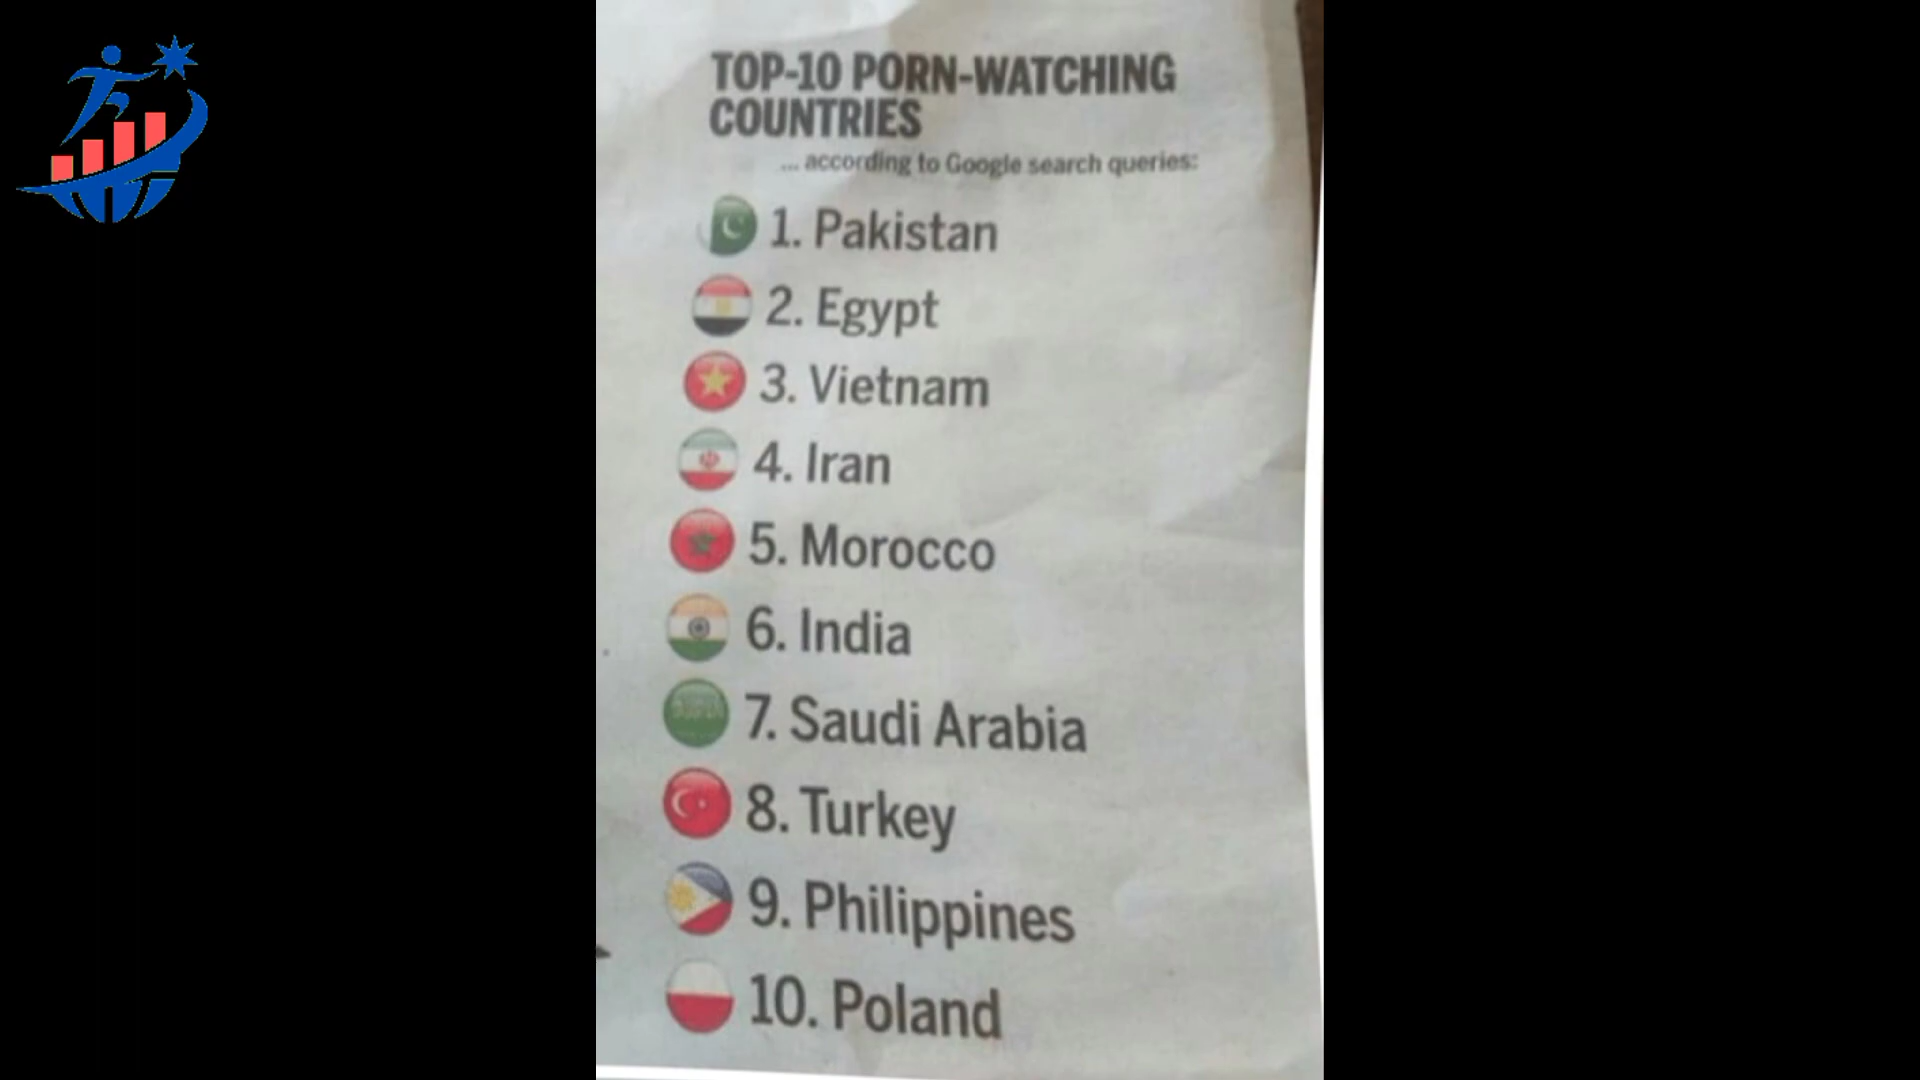 TOP-10 PORN-WATCHING
COUNTRIES
... according to Google search queries:
1. Pakistan
2. Egypt
3. Vietnam
4. Iran
5. Morocco
6. India
7. Saudi Arabia
8. Turkey
9. Philippines
10. Poland